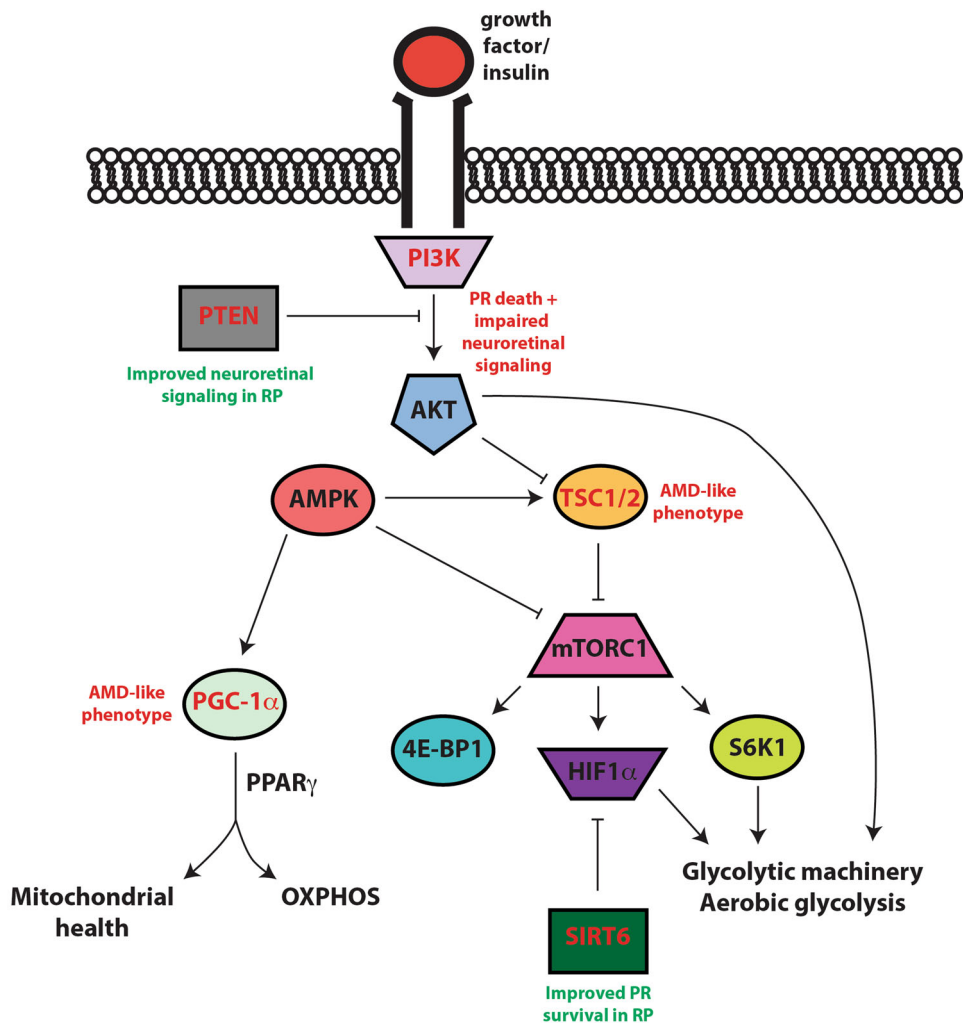 growth
factor/
insulin
PI3K
PTEN
PR death +
impaired
neuroretinal
signaling
Improved neuroretinal
signaling in RP
AKT
AMPK
TSC1/2
AMD-like
phenotype
mTORC1
AMD-like
phenotype
PGC-1α
4E-BP1
HIF1α
S6K1
PPARγ
Mitochondrial
health
OXPHOS
Glycolytic machinery
Aerobic glycolysis
SIRT6
Improved PR
survival in RP